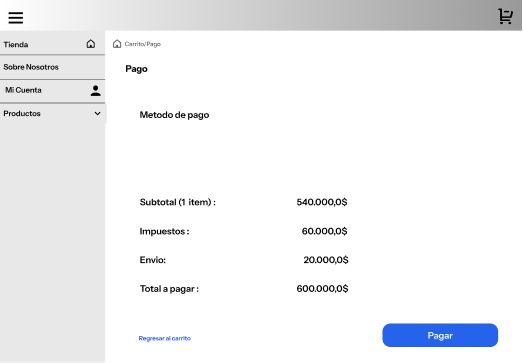 Tienda
Carrito/Pago
Sobre Nosotros
Pago
Mi Cuenta
Productos
Metodo de pago
Subtotal (1 item) : 540.000,0$
Impuestos : 60.000,0$
Envio: 20.000,0$
Total a pagar : 600.000,0$
Regresar al carrito
Pagar